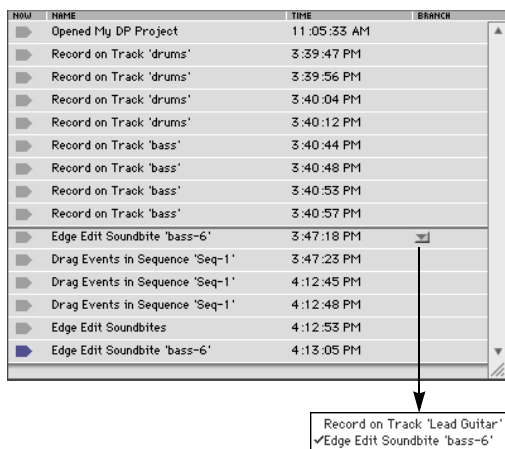 NOW NAME TIME BRANCH
Opened My DP Project 11:05:33 AM
Record on Track 'drums' 3:39:47 PM
Record on Track 'drums' 3:39:56 PM
Record on Track 'drums' 3:40:04 PM
Record on Track 'drums' 3:40:12 PM
Record on Track 'bass' 3:40:44 PM
Record on Track 'bass' 3:40:48 PM
Record on Track 'bass' 3:40:53 PM
Record on Track 'bass' 3:40:57 PM
Edge Edit Soundbite 'bass-6' 3:47:18 PM
Drag Events in Sequence 'Seq-1' 3:47:23 PM
Drag Events in Sequence 'Seq-1' 4:12:45 PM
Drag Events in Sequence 'Seq-1' 4:12:48 PM
Edge Edit Soundbites 4:12:53 PM
Edge Edit Soundbite 'bass-6' 4:13:05 PM
Record on Track 'Lead Guitar'
✓Edge Edit Soundbite 'bass-6'